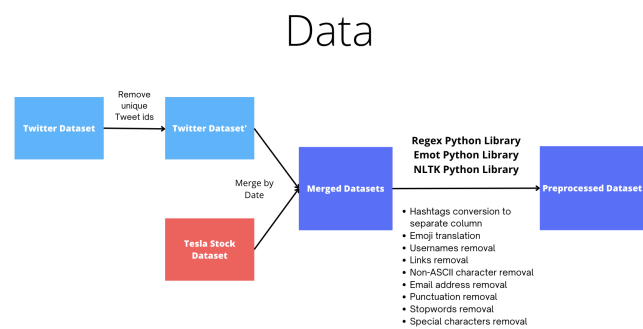 Data
Remove
unique
Tweet ids
Twitter Dataset
Twitter Dataset'
Merge by
Date
Tesla Stock
Dataset
Merged Datasets
Regex Python Library
Emot Python Library
NLTK Python Library
Preprocessed Dataset
• Hashtags conversion to
separate column
• Emoji translation
• Usernames removal
• Links removal
• Non-ASCII character removal
• Email address removal
• Punctuation removal
• Stopwords removal
• Special characters removal